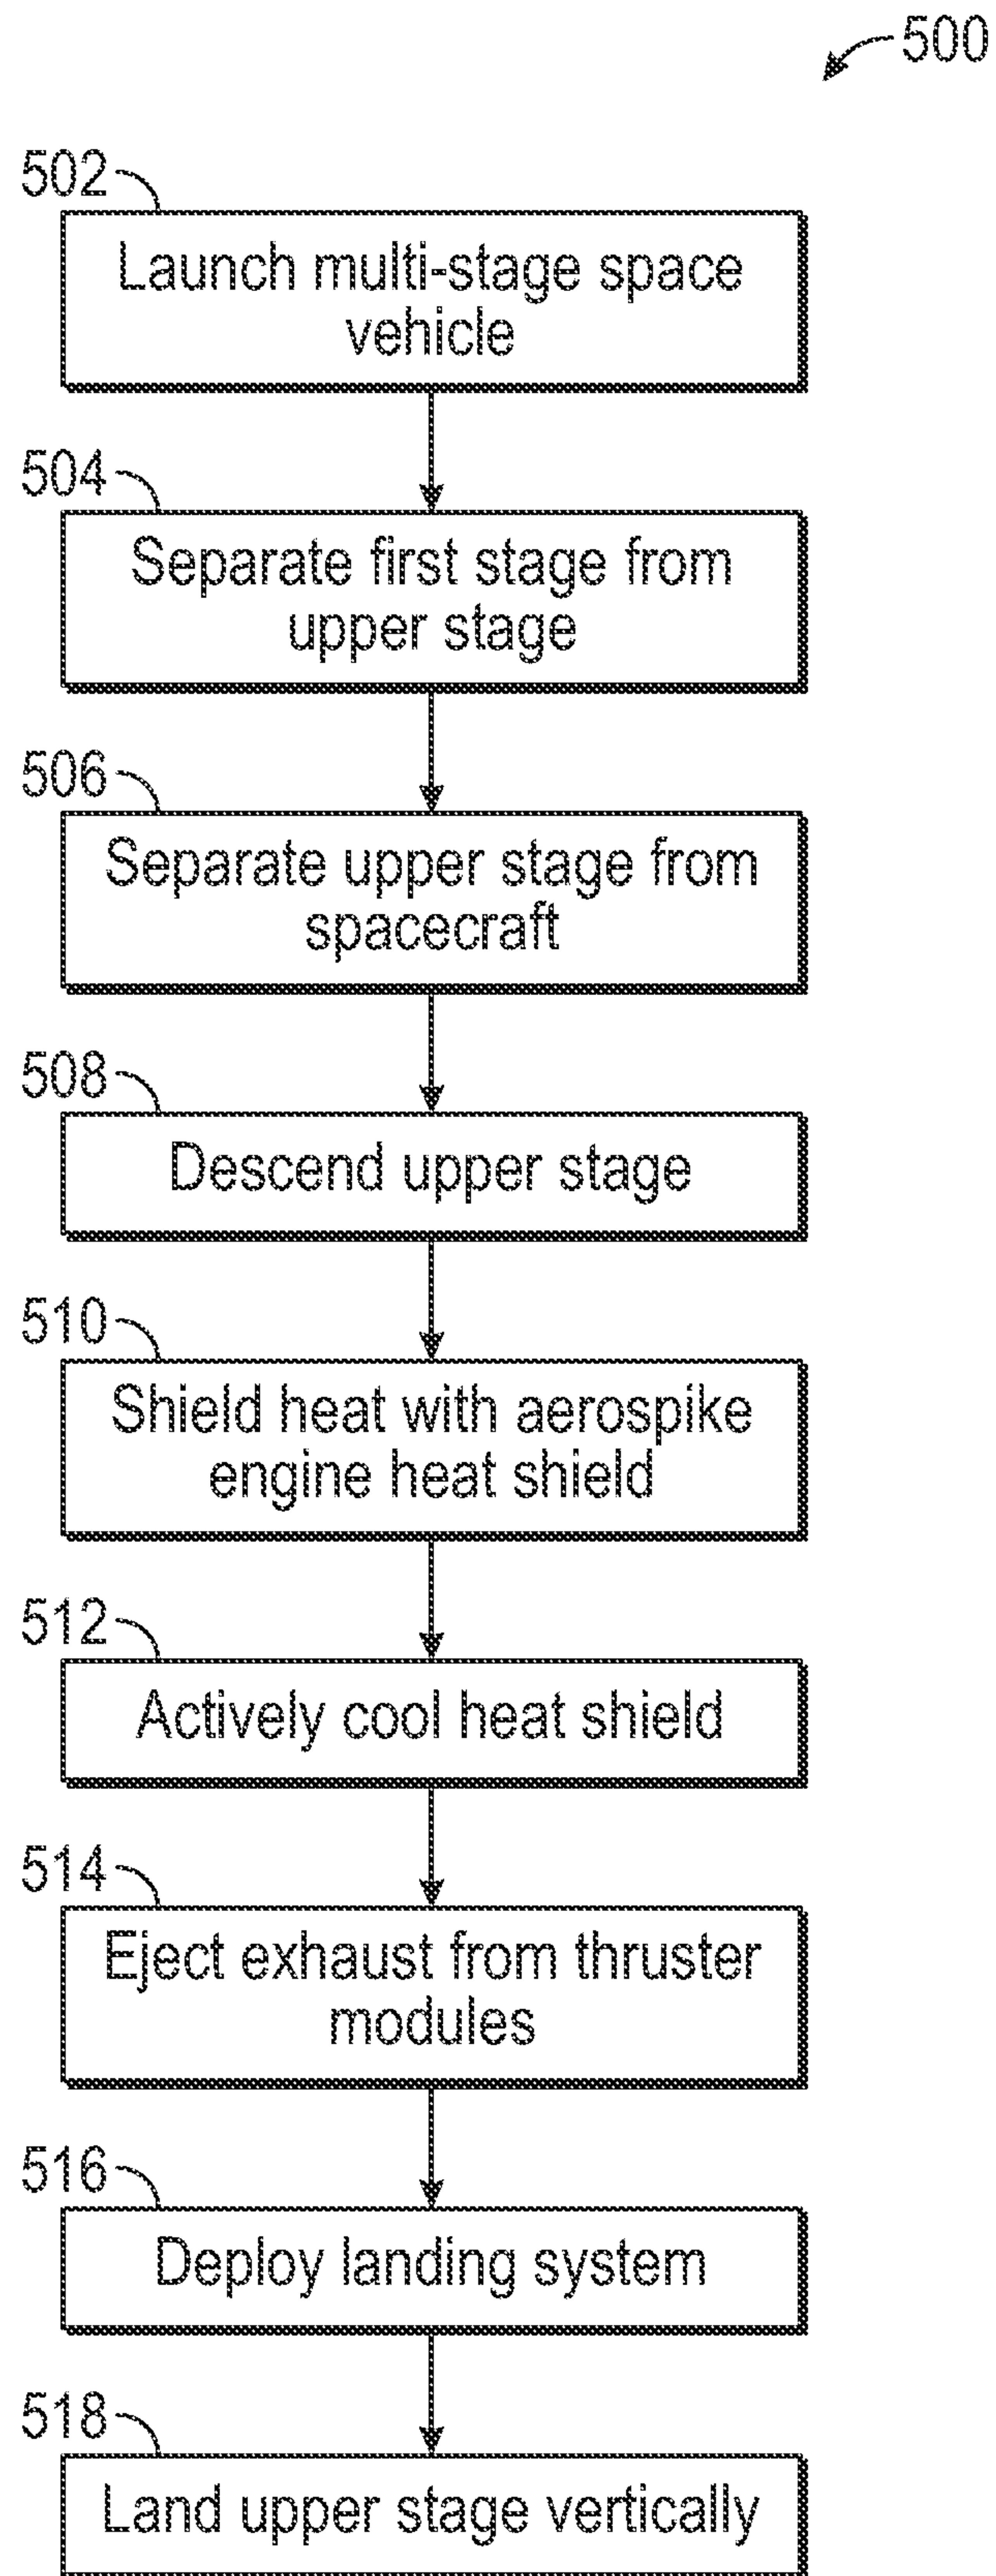 500
502
Launch multi-stage space
vehicle
504
Separate first stage from
upper stage
506
Separate upper stage from
spacecraft
508
Descend upper stage
510
Shield heat with aerospike
engine heat shield
512
Actively cool heat shield
514
Eject exhaust from thruster
modules
516
Deploy landing system
518
Land upper stage vertically